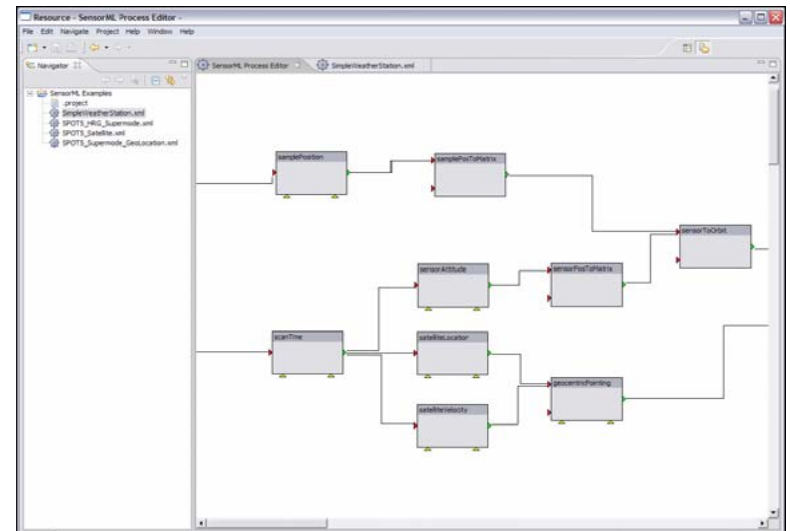 Resource - SensorML Process Editor -
File Edit Navigate Project Help Window Help
Navigator
SensorML Process Editor
SimpleWeatherStation.xml
SensorML Examples
.project
SimpleWeatherStation.xml
SPOT5_HRG_Supermode.xml
SPOT5_Satellite.xml
SPOT5_Supermode_GeoLocation.xml
samplePosition
samplePosToMatrix
sensorToOrbit
sensorAttitude
sensorPosToMatrix
scanTime
satelliteLocation
geocentricPointing
satelliteVelocity